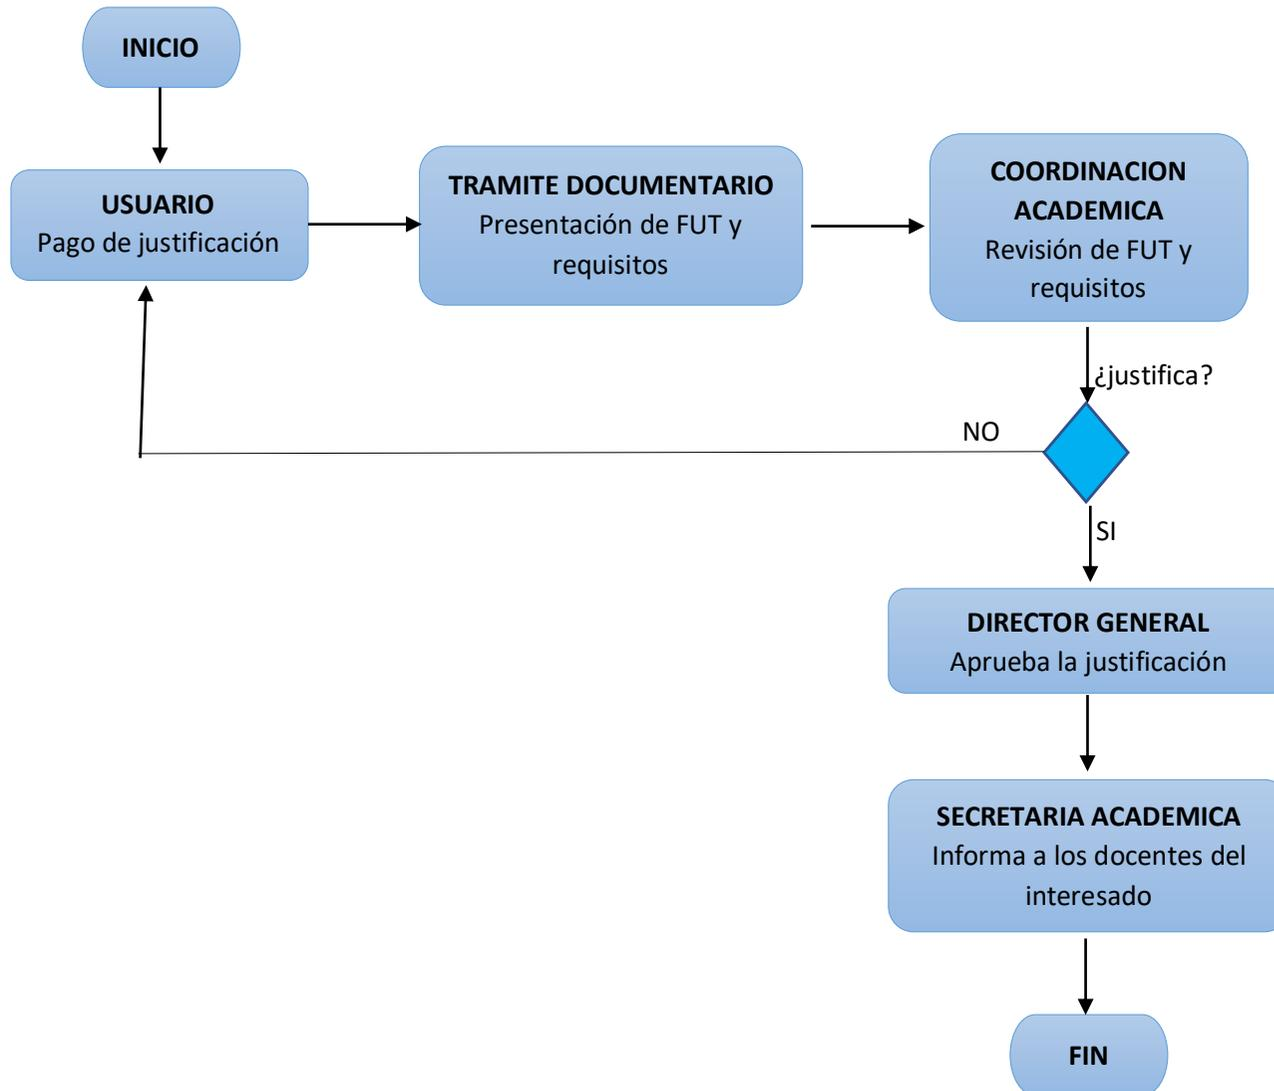 INICIO
USUARIO
Pago de justificación
TRAMITE DOCUMENTARIO
Presentación de FUT y
requisitos
COORDINACION
ACADEMICA
Revisión de FUT y
requisitos
¿justifica?
NO
SI
DIRECTOR GENERAL
Aprueba la justificación
SECRETARIA ACADEMICA
Informa a los docentes del
interesado
FIN